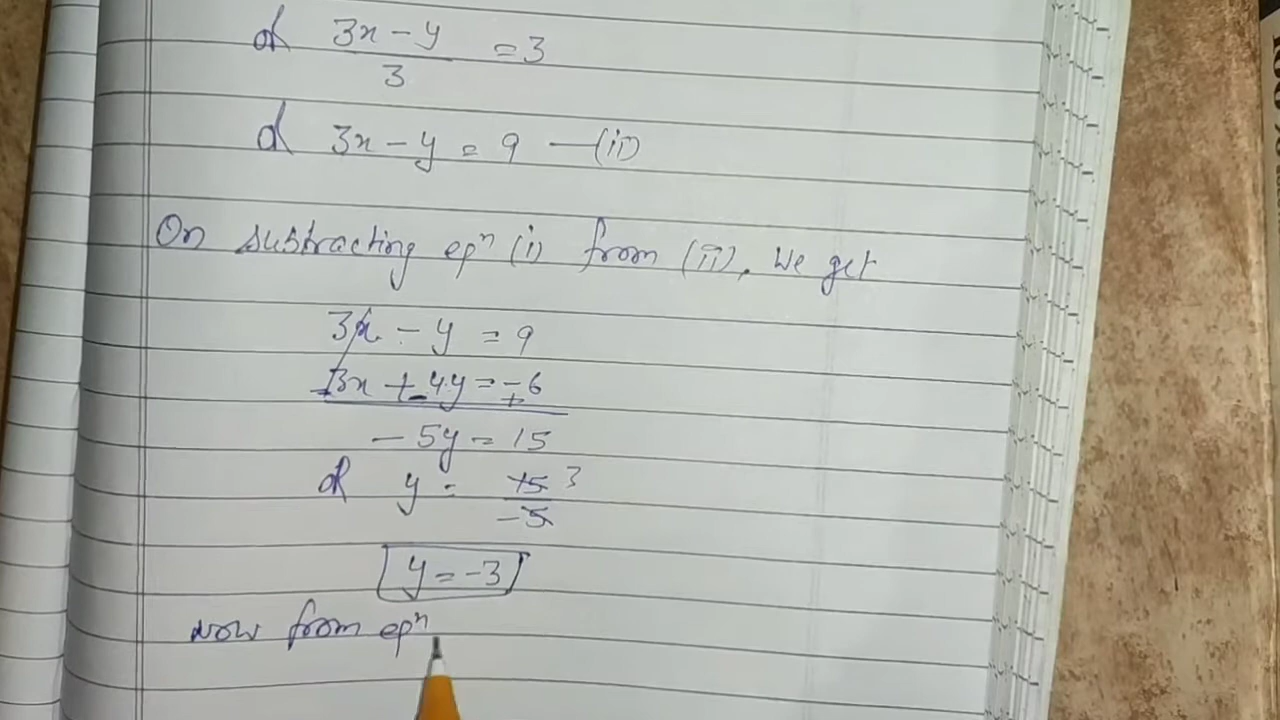 or 3x - y / 3 = 3
or 3x - y = 9 —(ii)
On subtracting eqn (i) from (ii), we get
3x - y = 9
3x + 4y = -6
- - +
-5y = 15
or y = 15 3 / -5
y = -3
Now from eqn